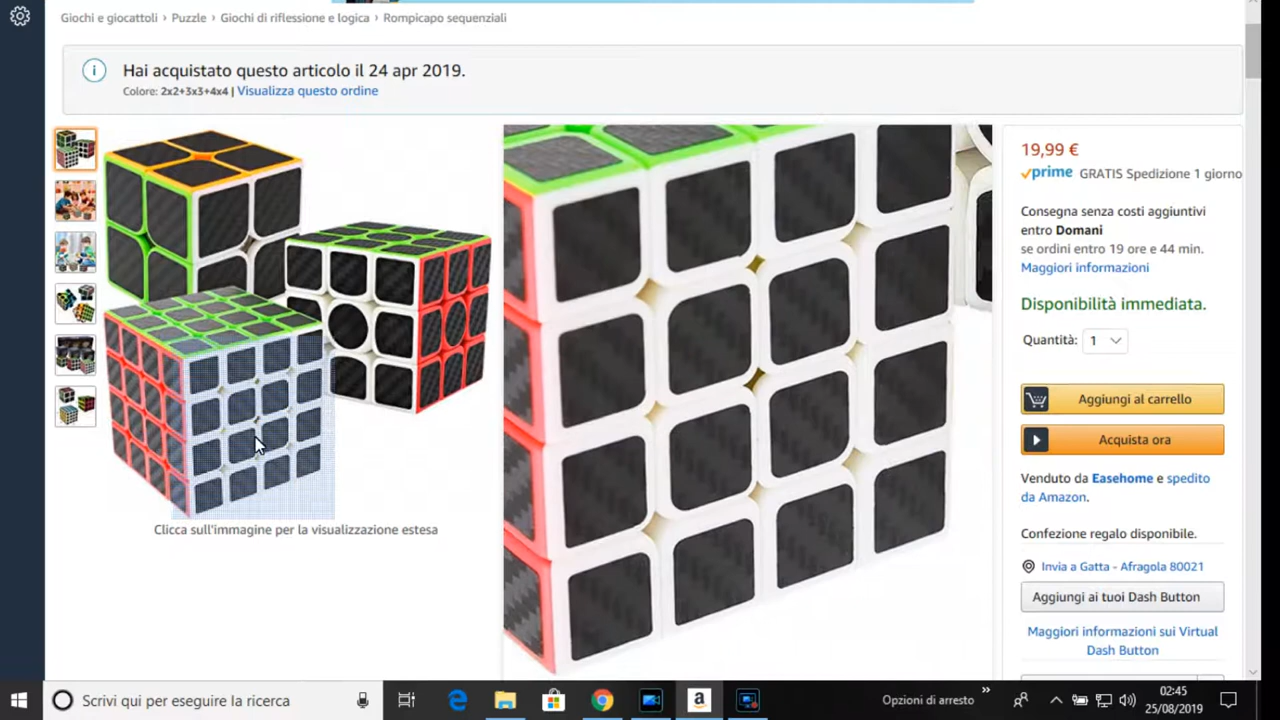 Giochi e giocattoli › Puzzle › Giochi di riflessione e logica › Rompicapo sequenziali
Hai acquistato questo articolo il 24 apr 2019.
Colore: 2x2+3x3+4x4 | Visualizza questo ordine
19,99 €
prime GRATIS Spedizione 1 giorno
Consegna senza costi aggiuntivi
entro Domani
se ordini entro 19 ore e 44 min.
Maggiori informazioni
Disponibilità immediata.
Quantità: 1
Aggiungi al carrello
Acquista ora
Venduto da Easehome e spedito
da Amazon.
Clicca sull'immagine per la visualizzazione estesa
Confezione regalo disponibile.
Invia a Gatta - Afragola 80021
Aggiungi ai tuoi Dash Button
Maggiori informazioni sui Virtual
Dash Button
Scrivi qui per eseguire la ricerca
Opzioni di arresto
»
02:45
25/08/2019